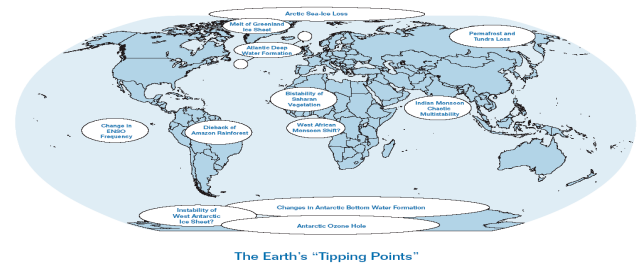 Arctic Sea-Ice Loss
Melt of Greenland
Ice Sheet
Permafrost and
Tundra Loss
Atlantic Deep
Water Formation
Bistability of
Saharan
Vegetation
Indian Monsoon
Chaotic
Multistability
Change in
ENSO
Frequency
Dieback of
Amazon Rainforest
West African
Monsoon Shift?
Instability of
West Antarctic
Ice Sheet?
Changes in Antarctic Bottom Water Formation
Antarctic Ozone Hole
The Earth's "Tipping Points"